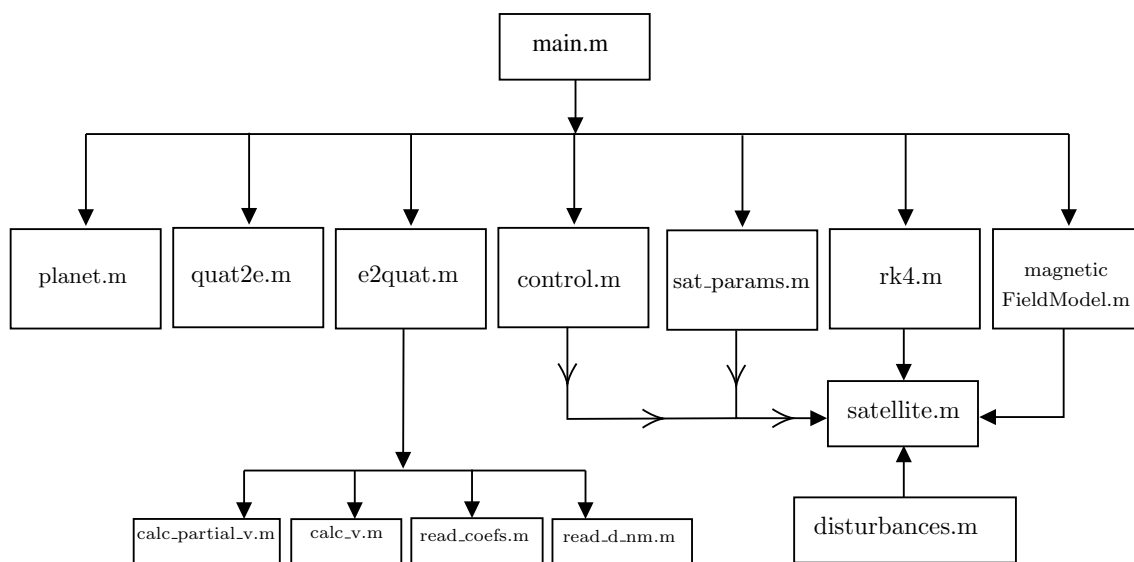 main.m
planet.m
quat2e.m
e2quat.m
control.m
sat_params.m
rk4.m
magnetic
FieldModel.m
satellite.m
calc_partial_v.m
calc_v.m
read_coefs.m
read_d_nm.m
disturbances.m